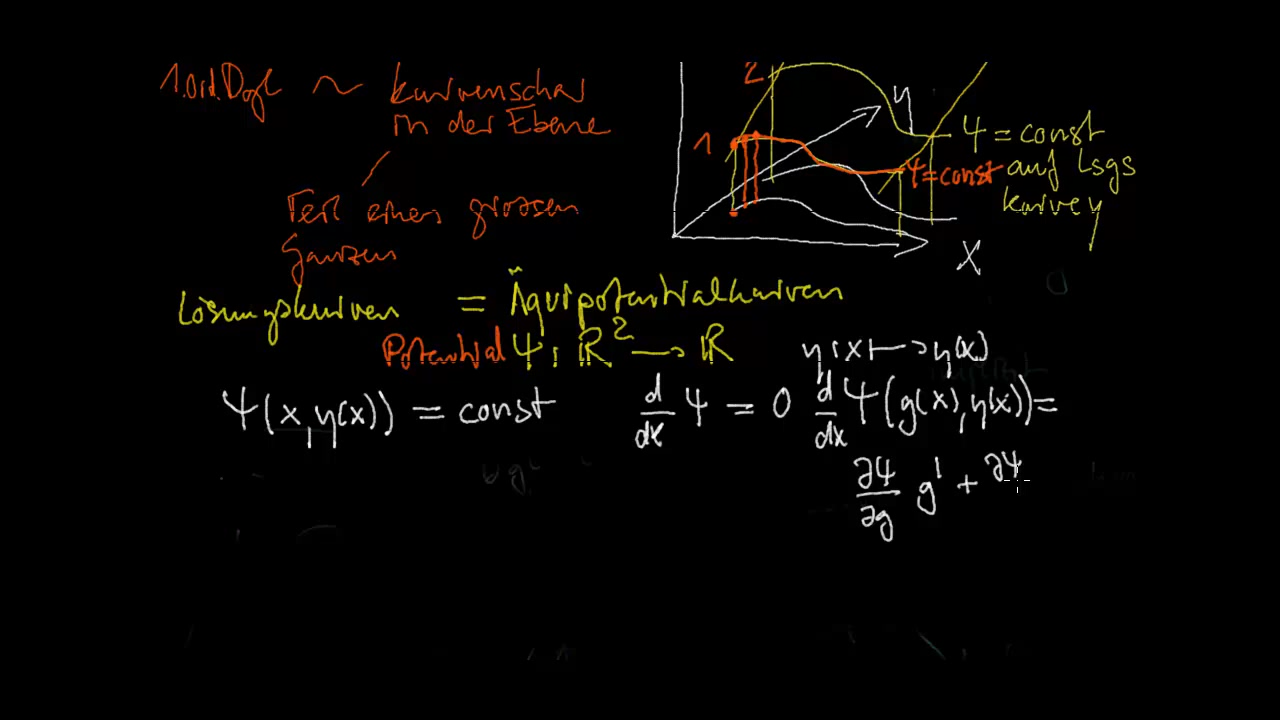 1.Ord.Dgl ~ kurvenschar
in der Ebene
Teil eines grossen
Ganzen
2
1
y
x
Ψ = const
Ψ = const auf Lsgs
kurve y
Lösungskurven = Äquipotentialkurven
Potential Ψ : ℝ² → ℝ
y : x ↦ y(x)
Ψ(x, y(x)) = const
d/dx Ψ = 0
d/dx Ψ(g(x), y(x)) =
∂Ψ/∂g g' + ∂Ψ